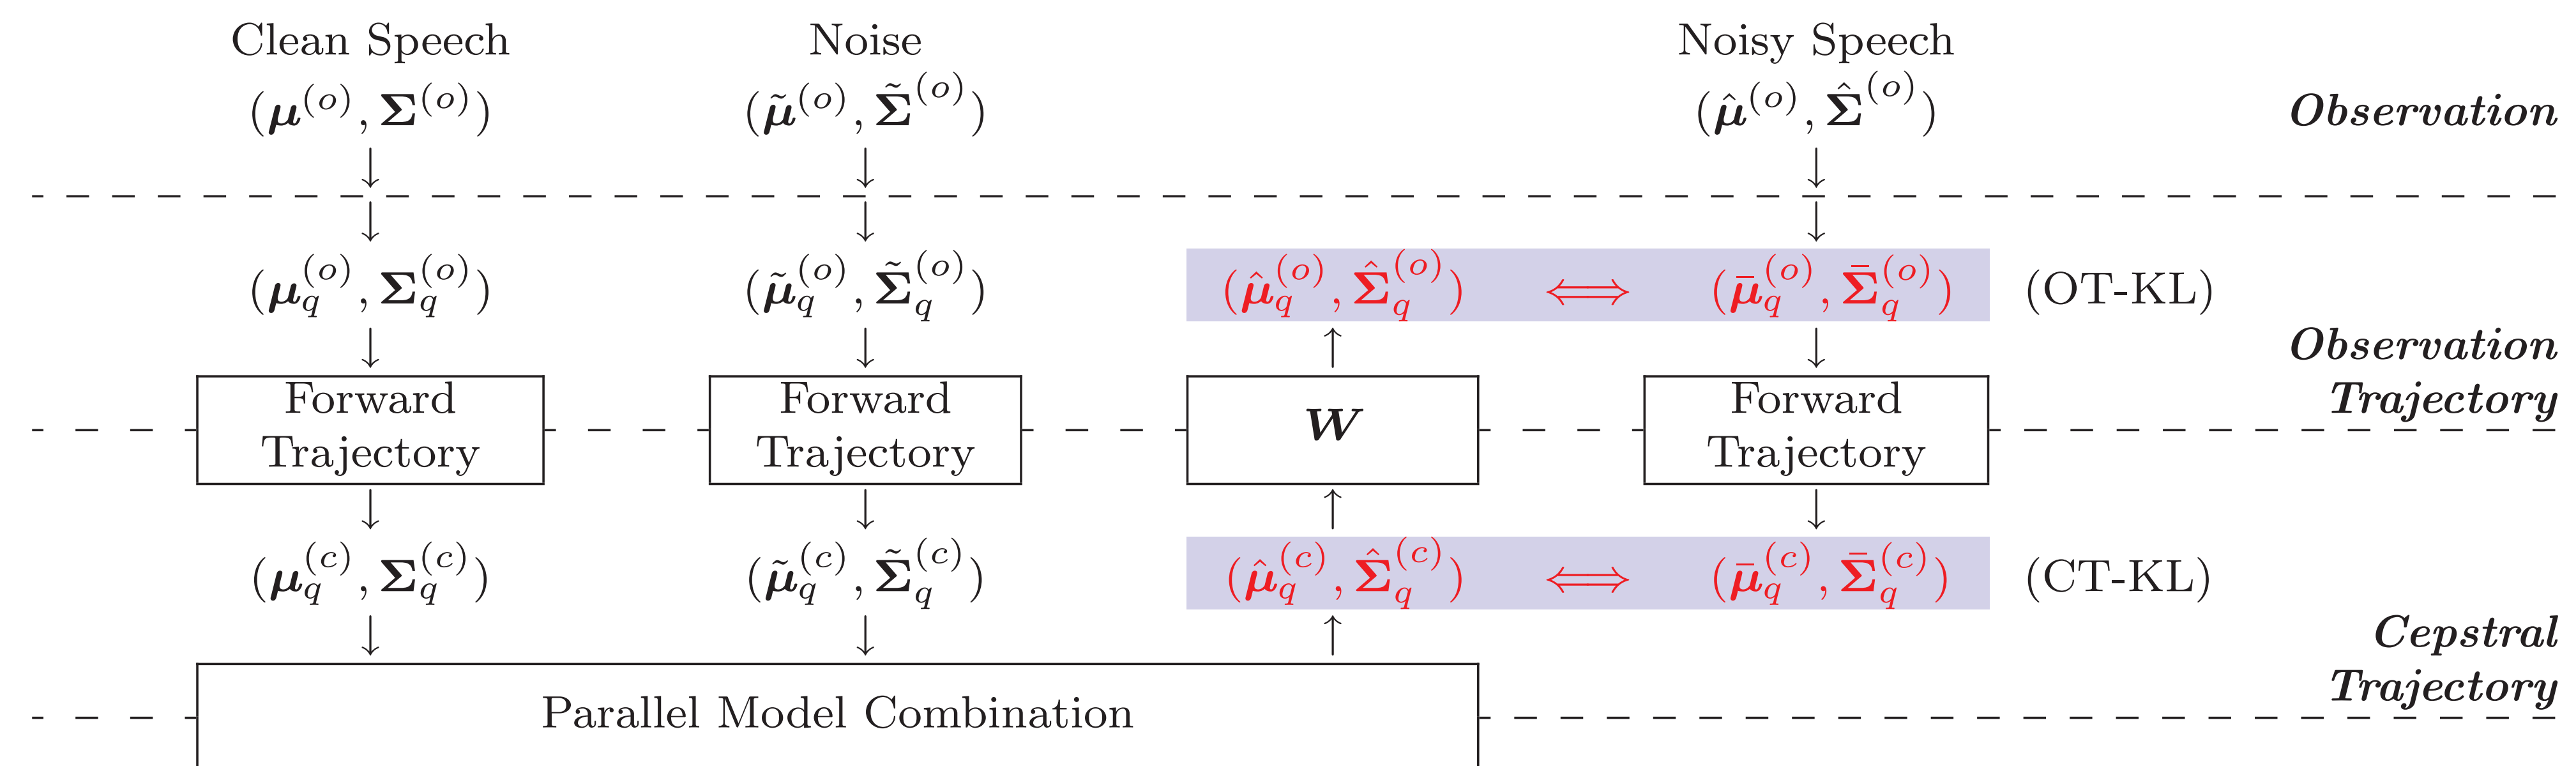 Clean Speech Noise Noisy Speech
(μ^(o), Σ^(o)) (μ̃^(o), Σ̃^(o)) (μ̂^(o), Σ̂^(o)) Observation
(μ_q^(o), Σ_q^(o)) (μ̃_q^(o), Σ̃_q^(o)) (μ̂_q^(o), Σ̂_q^(o)) ⟺ (μ̄_q^(o), Σ̄_q^(o)) (OT-KL)
Observation
Trajectory
Forward
Trajectory
Forward
Trajectory
W
Forward
Trajectory
(μ_q^(c), Σ_q^(c)) (μ̃_q^(c), Σ̃_q^(c)) (μ̂_q^(c), Σ̂_q^(c)) ⟺ (μ̄_q^(c), Σ̄_q^(c)) (CT-KL)
Cepstral
Trajectory
Parallel Model Combination